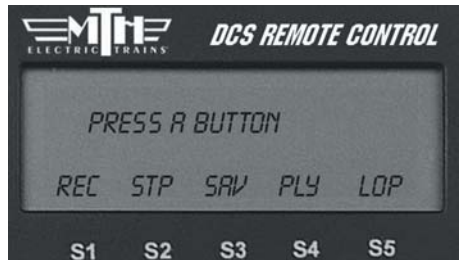 MTH DCS REMOTE CONTROL
ELECTRIC TRAINS
PRESS A BUTTON
REC STP SAV PLY LOP
S1 S2 S3 S4 S5